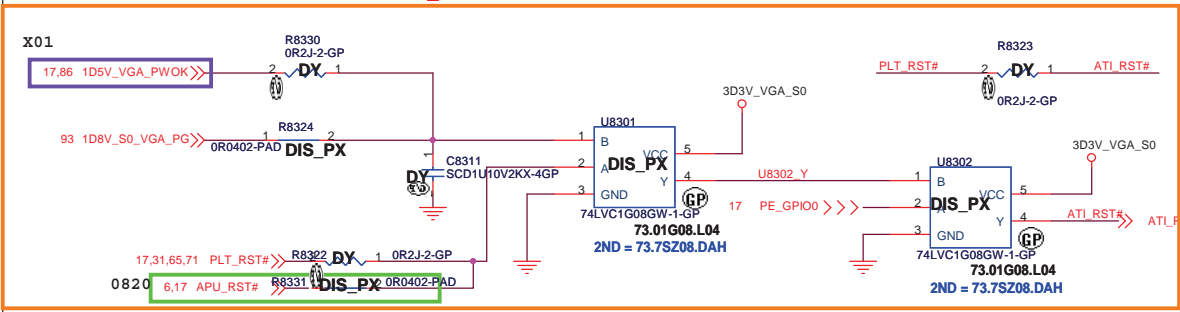 X01
17,86 1D5V_VGA_PWOK
R8330
0R2J-2-GP
2 DY 1
93 1D8V_S0_VGA_PG
R8324
1 2
0R0402-PAD DIS_PX
1
C8311
SCD1U10V2KX-4GP
DY
17,31,65,71 PLT_RST#
R8322
2 DY 1
0R2J-2-GP
0820
6,17 APU_RST#
R8331
DIS_PX
0R0402-PAD
U8301
1 B
2 A
3 GND
VCC 5
Y 4
DIS_PX
GP
74LVC1G08GW-1-GP
73.01G08.L04
2ND = 73.7SZ08.DAH
3D3V_VGA_S0
U8302_Y
17 PE_GPIO0
PLT_RST#
R8323
2 DY 1
ATI_RST#
0R2J-2-GP
3D3V_VGA_S0
U8302
1 B
2 A
3 GND
VCC 5
Y 4
DIS_PX
GP
ATI_RST#
74LVC1G08GW-1-GP
73.01G08.L04
2ND = 73.7SZ08.DAH